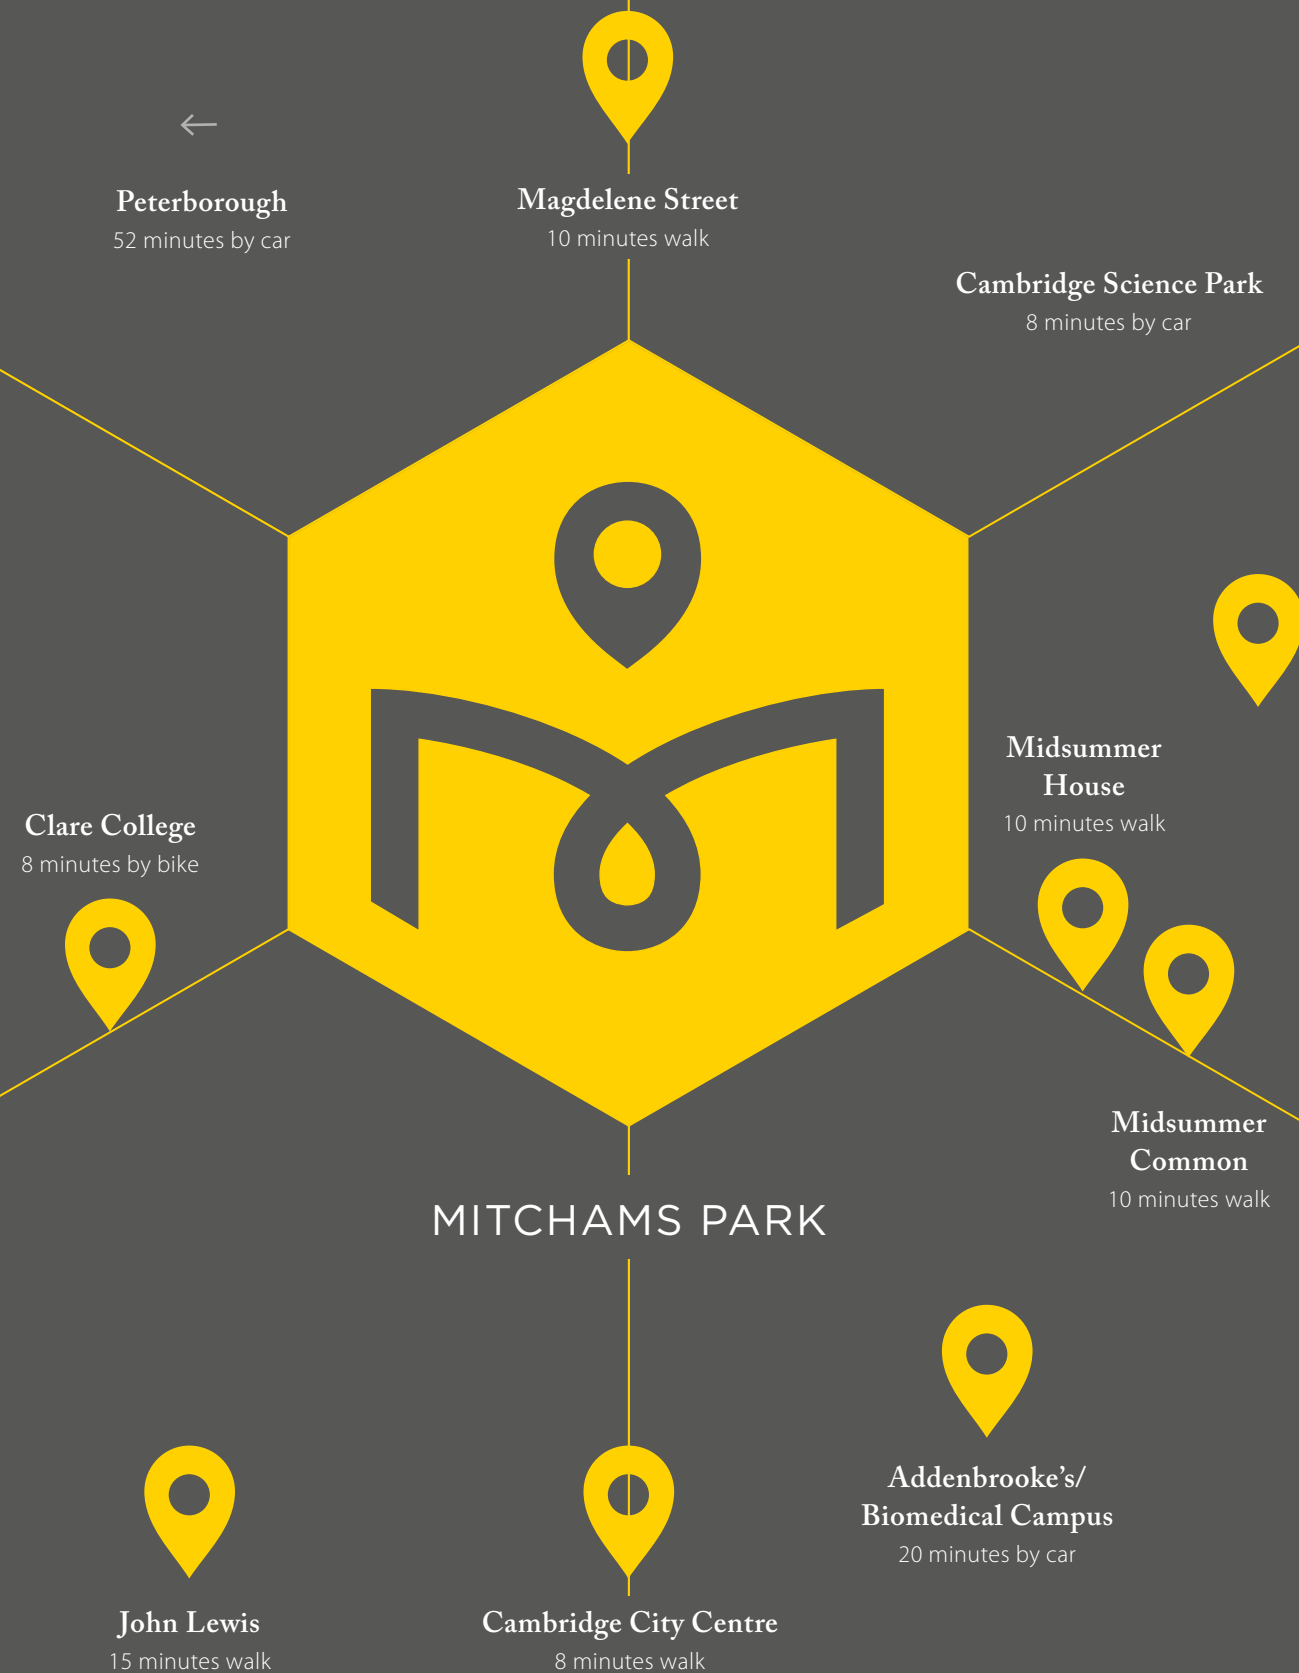 Peterborough
52 minutes by car
Magdelene Street
10 minutes walk
Cambridge Science Park
8 minutes by car
Midsummer
House
10 minutes walk
Clare College
8 minutes by bike
Midsummer
Common
10 minutes walk
MITCHAMS PARK
Addenbrooke’s/
Biomedical Campus
20 minutes by car
John Lewis
15 minutes walk
Cambridge City Centre
8 minutes walk